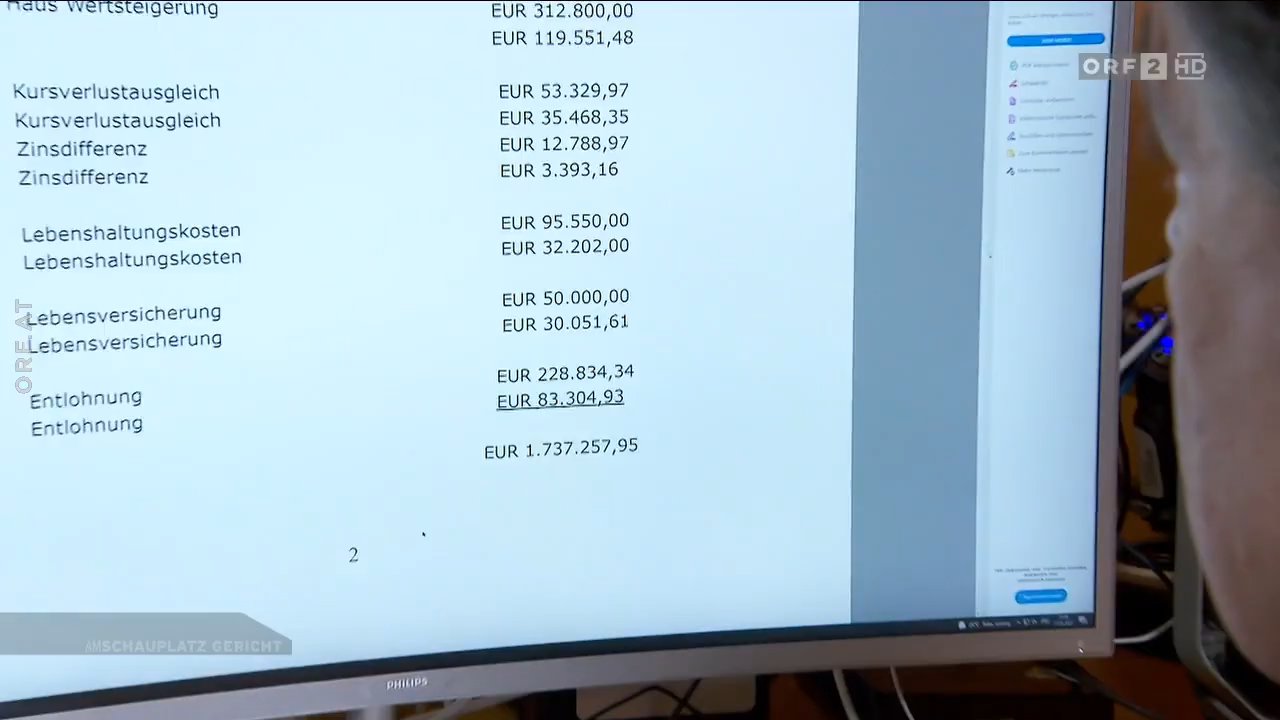 Haus Wertsteigerung EUR 312.800,00
EUR 119.551,48
Kursverlustausgleich EUR 53.329,97
Kursverlustausgleich EUR 35.468,35
Zinsdifferenz EUR 12.788,97
Zinsdifferenz EUR 3.393,16
Lebenshaltungskosten EUR 95.550,00
Lebenshaltungskosten EUR 32.202,00
Lebensversicherung EUR 50.000,00
Lebensversicherung EUR 30.051,61
Entlohnung EUR 228.834,34
Entlohnung EUR 83.304,93
EUR 1.737.257,95
2
ORF 2 HD
ORF.AT
AM SCHAUPLATZ GERICHT
PHILIPS